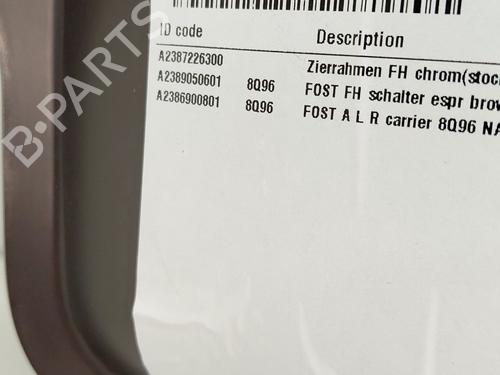 ID code Description
A2387226300 Zierrahmen FH chrom(stoc
A2389050601 8Q96 FOST FH schalter espr brow
A2386900801 8Q96 FOST A L R carrier 8Q96 NA
B-PARTS